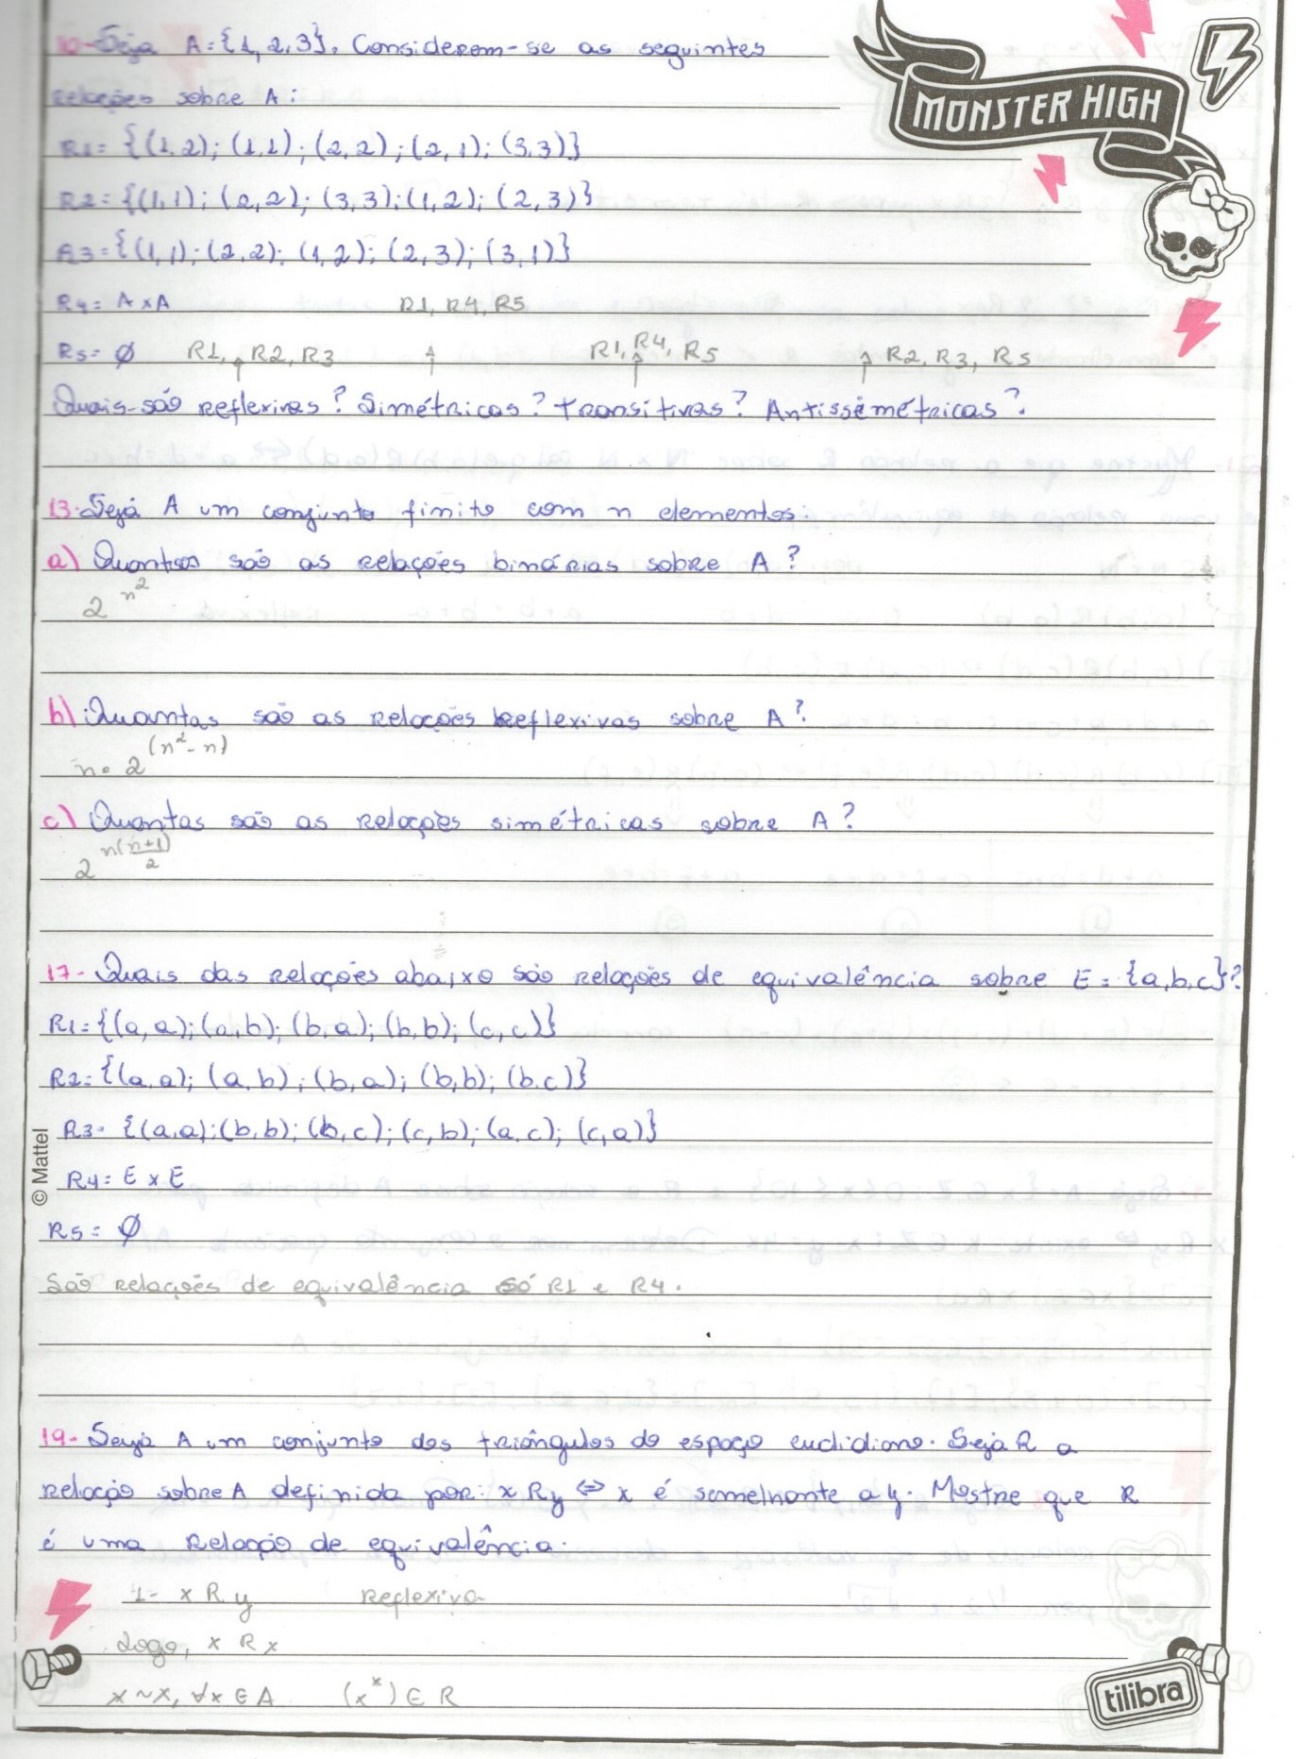 10- Seja A={1,2,3}. Considerem-se as seguintes
MONSTER HIGH
relações sobre A:
R1= {(1,2); (1,1); (2,2); (2,1); (3,3)}
R2= {(1,1); (2,2); (3,3); (1,2); (2,3)}
R3= {(1,1); (2,2); (1,2); (2,3); (3,1)}
R4= A x A R1, R4, R5
R5= Ø R1, R2, R3 R1, R4, R5 R2, R3, R5
Quais são reflexivas? Simétricas? Transitivas? Antissimétricas?
13- Seja A um conjunto finito com n elementos.
a) Quantas são as relações binárias sobre A?
2^n^2
b) Quantas são as relações reflexivas sobre A?
n = 2^(n^2 - n)
c) Quantas são as relações simétricas sobre A?
2^n(n+1)/2
17- Quais das relações abaixo são relações de equivalência sobre E = {a,b,c}?
R1= {(a,a); (a,b); (b,a); (b,b); (c,c)}
R2= {(a,a); (a,b); (b,a); (b,b); (b,c)}
R3= {(a,a); (b,b); (b,c); (c,b); (a,c); (c,a)}
R4= E x E
R5= Ø
São relações de equivalência só R1 e R4.
19- Seja A um conjunto dos triângulos do espaço euclidiano. Seja R a
relação sobre A definida por: x R y ⇔ x é semelhante a y. Mostre que R
é uma Relação de equivalência.
1- x R y Reflexiva
Logo, x R x
x ~ x, ∀x ∈ A (x^x) ∈ R
tilibra
© Mattel